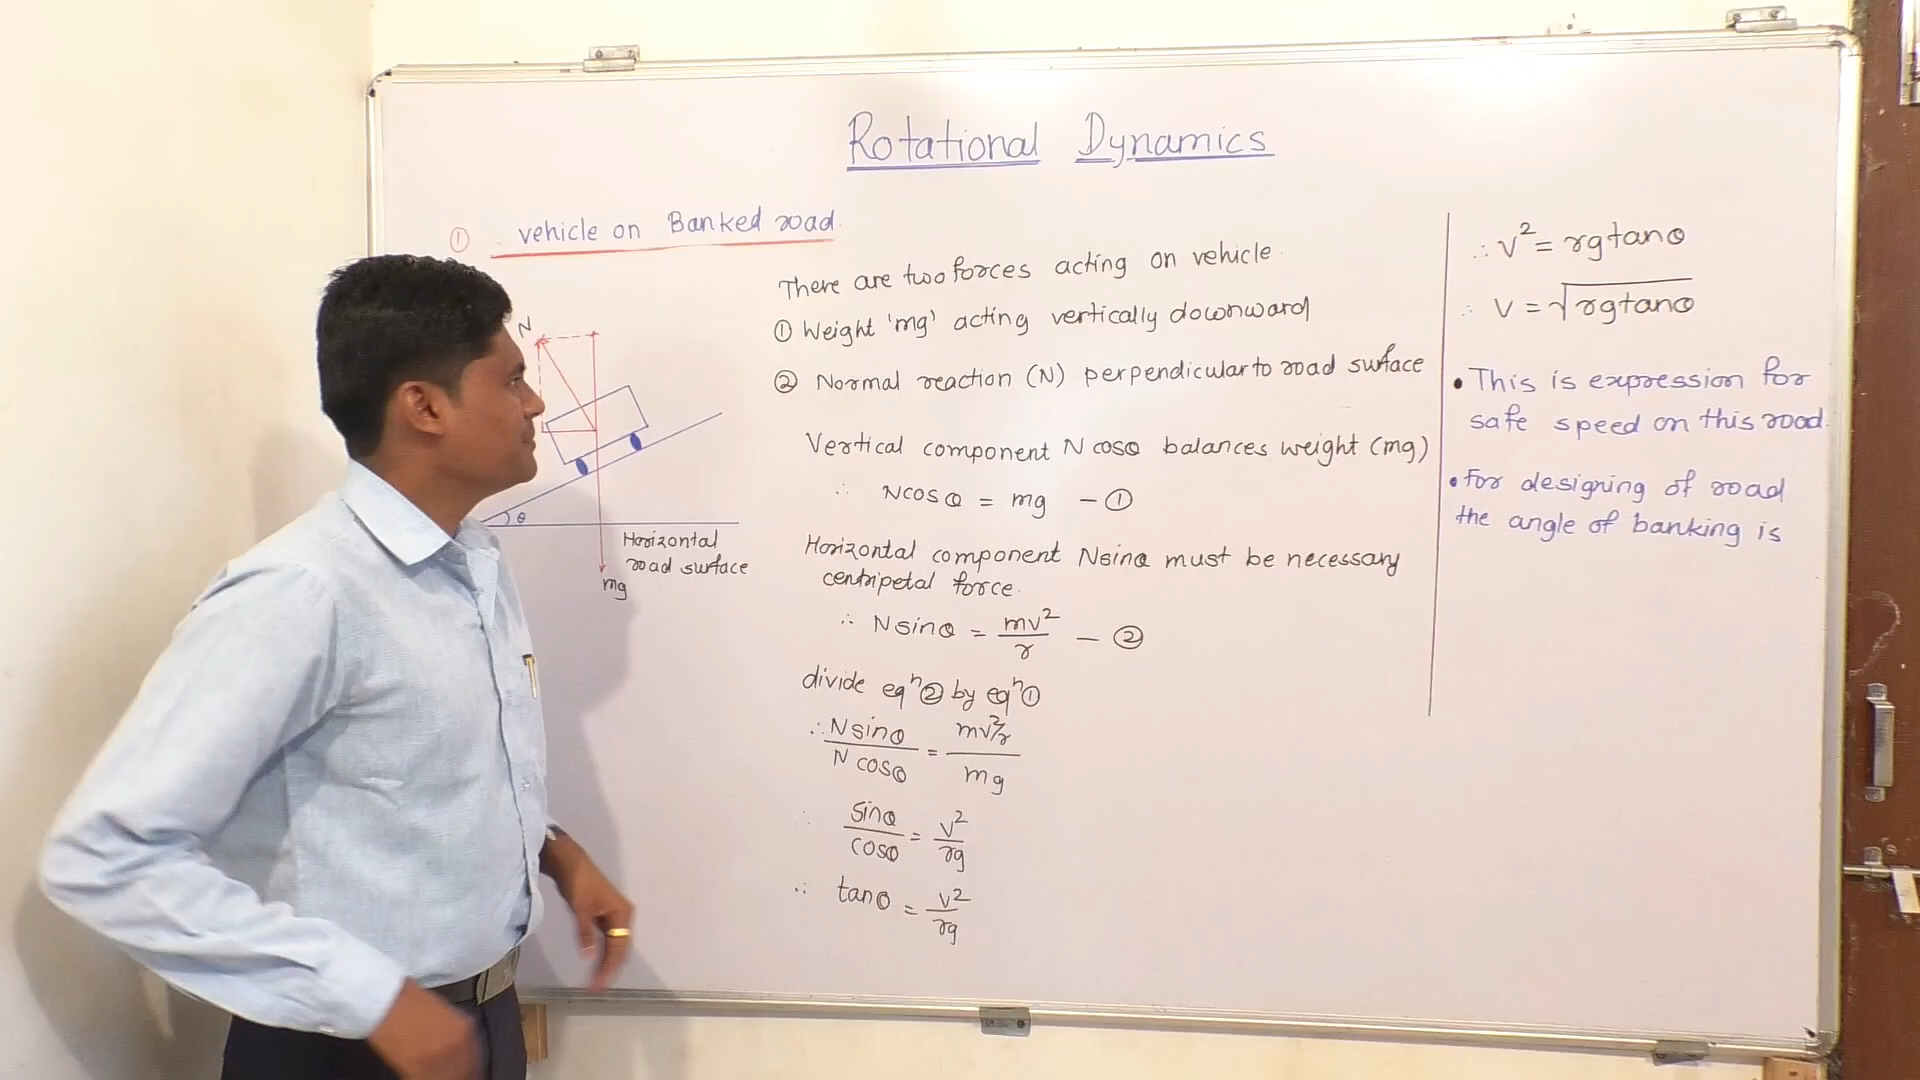 Rotational Dynamics
① vehicle on Banked road.
N
θ
Horizontal
road surface
mg
There are two forces acting on vehicle.
① Weight 'mg' acting vertically downward
② Normal reaction (N) perpendicular to road surface
Vertical component N cosθ balances weight (mg)
∴ Ncosθ = mg — ①
Horizontal component Nsinθ must be necessary
centripetal force.
∴ Nsinθ = mv²/r — ②
divide eqⁿ② by eqⁿ①
∴ Nsinθ/N cosθ = (mv²/r)/mg
∴ sinθ/cosθ = v²/rg
∴ tanθ = v²/rg
∴ v² = rgtanθ
∴ v = √rgtanθ
• This is expression for
safe speed on this road.
• For designing of road
the angle of banking is